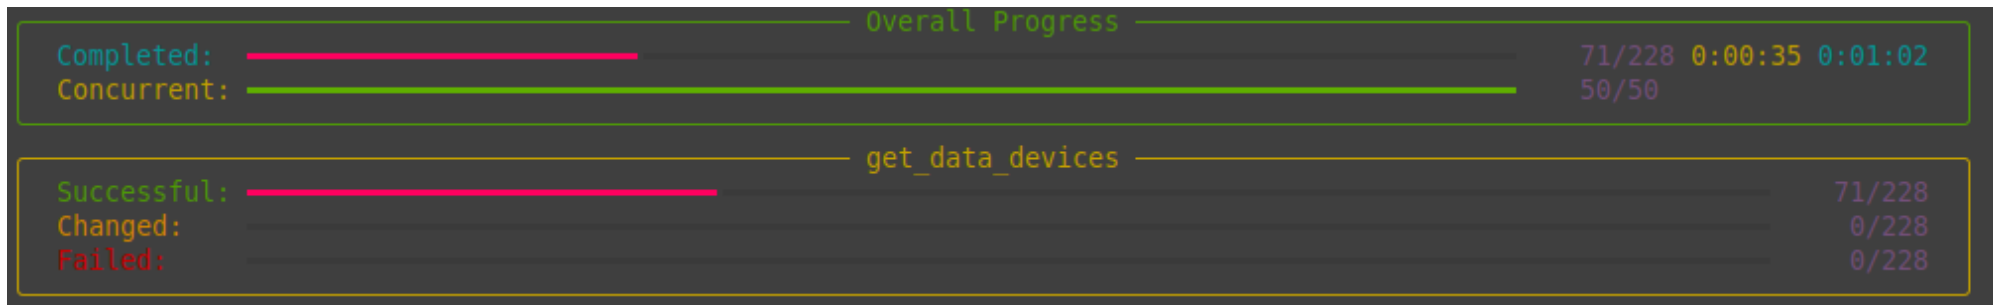 Overall Progress
Completed: 71/228 0:00:35 0:01:02
Concurrent: 50/50
get_data_devices
Successful: 71/228
Changed: 0/228
Failed: 0/228